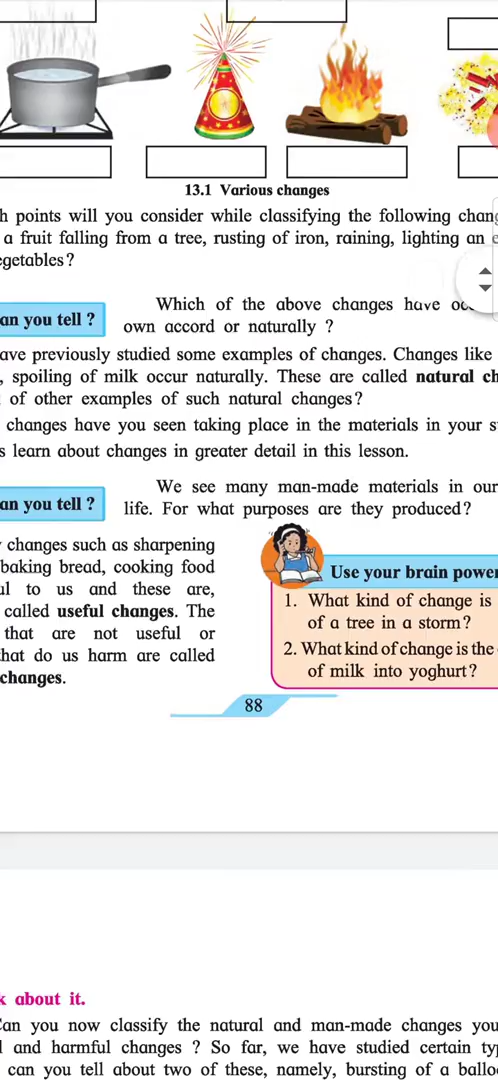 13.1 Various changes
h points will you consider while classifying the following chang
a fruit falling from a tree, rusting of iron, raining, lighting an e
egetables?
an you tell ?
Which of the above changes have oc
own accord or naturally ?
ave previously studied some examples of changes. Changes like
, spoiling of milk occur naturally. These are called natural ch
of other examples of such natural changes?
changes have you seen taking place in the materials in your s
s learn about changes in greater detail in this lesson.
an you tell ?
We see many man-made materials in our
life. For what purposes are they produced?
changes such as sharpening
baking bread, cooking food
ul to us and these are,
called useful changes. The
that are not useful or
that do us harm are called
changes.
Use your brain power
1. What kind of change is
of a tree in a storm?
2. What kind of change is the
of milk into yoghurt?
88
k about it.
Can you now classify the natural and man-made changes you
l and harmful changes ? So far, we have studied certain typ
can you tell about two of these, namely, bursting of a ballo